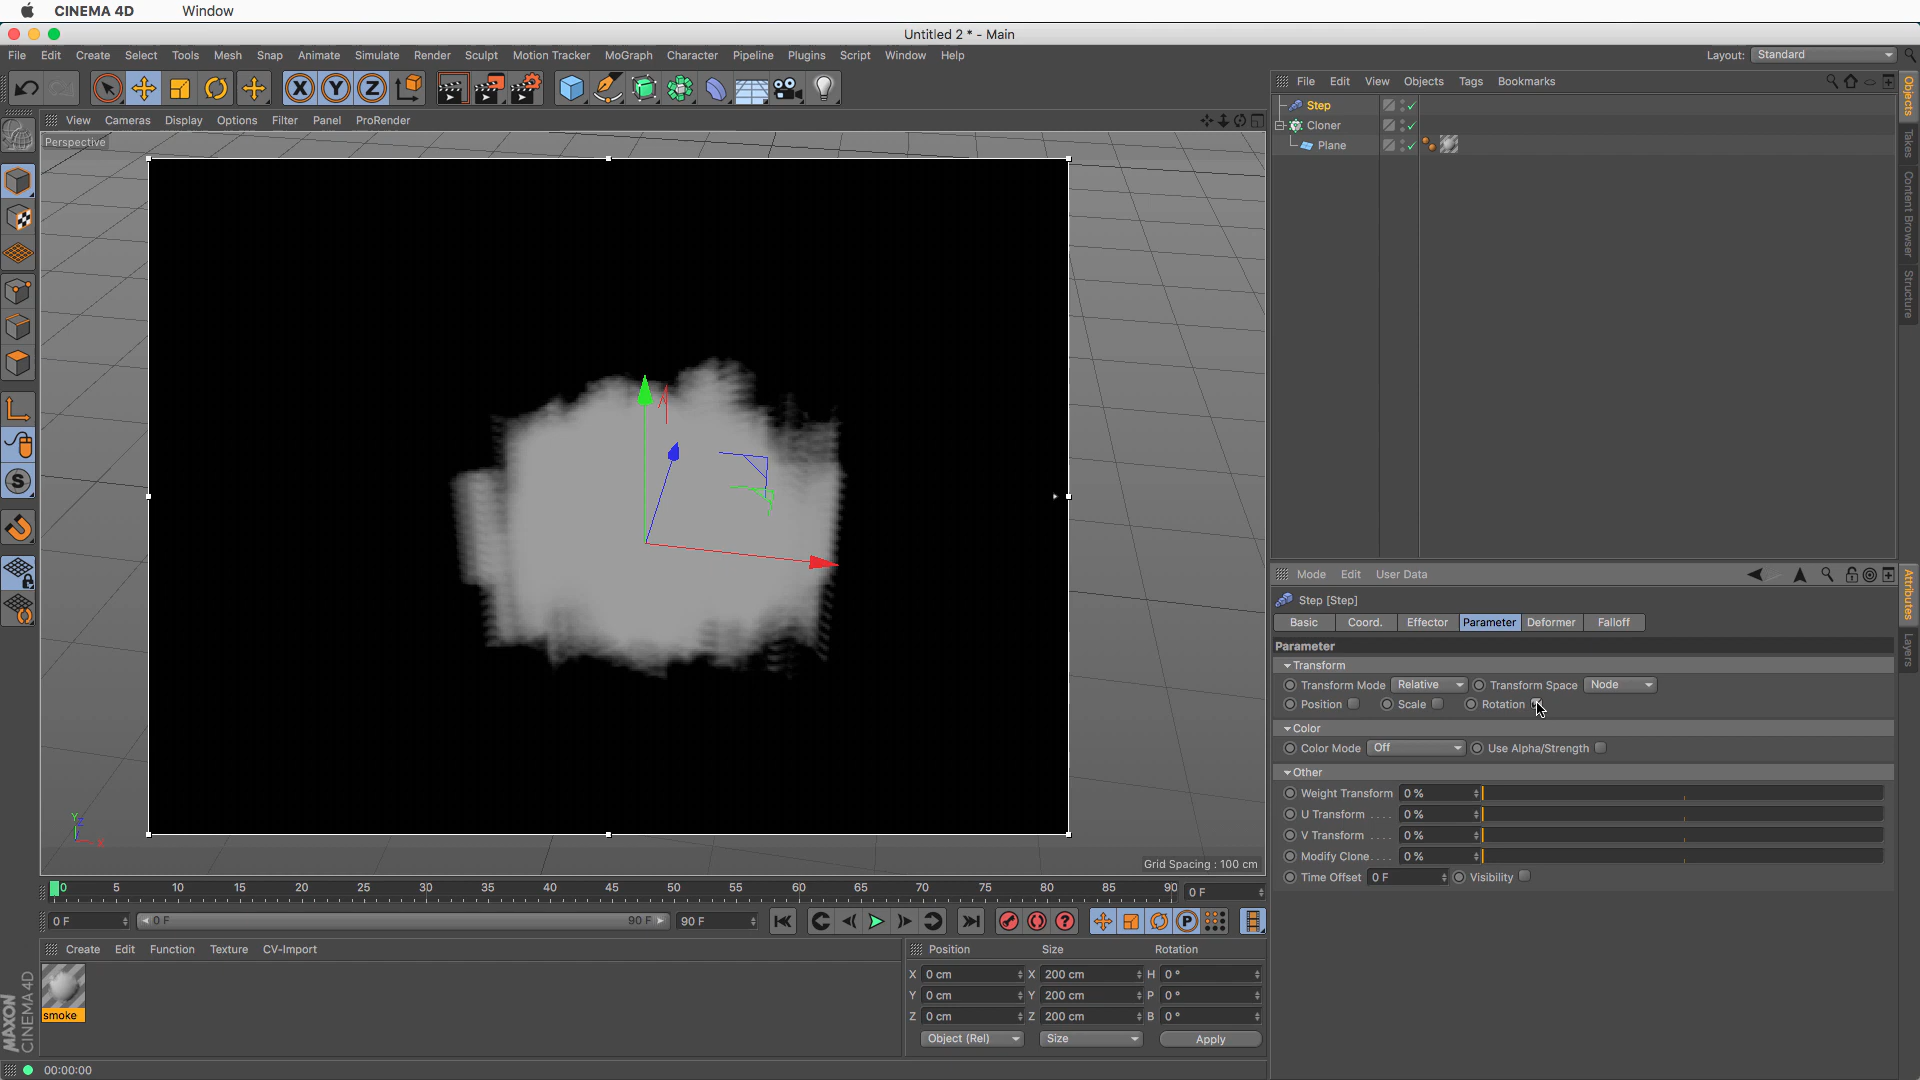 CINEMA 4D Window
Untitled 2 * - Main
File Edit Create Select Tools Mesh Snap Animate Simulate Render Sculpt Motion Tracker MoGraph Character Pipeline Plugins Script Window Help Layout: Standard
X Y Z
File Edit View Objects Tags Bookmarks
View Cameras Display Options Filter Panel ProRender
Perspective
Step
Cloner
Plane
Objects
Takes
Content Browser
Structure
S
Y
Z
X
Grid Spacing : 100 cm
Mode Edit User Data
Step [Step]
Basic Coord. Effector Parameter Deformer Falloff
Parameter
Transform
Transform Mode Relative Transform Space Node
Position Scale Rotation
Color
Color Mode Off Use Alpha/Strength
Other
Weight Transform 0 %
U Transform .... 0 %
V Transform .... 0 %
Modify Clone.... 0 %
Time Offset 0 F Visibility
Attributes
Layers
0 5 10 15 20 25 30 35 40 45 50 55 60 65 70 75 80 85 90 0 F
0 F 0 F 90 F 90 F
? P
Create Edit Function Texture CV-Import
smoke
Position Size Rotation
X 0 cm X 200 cm H 0 °
Y 0 cm Y 200 cm P 0 °
Z 0 cm Z 200 cm B 0 °
Object (Rel) Size Apply
MAXON
CINEMA 4D
00:00:00